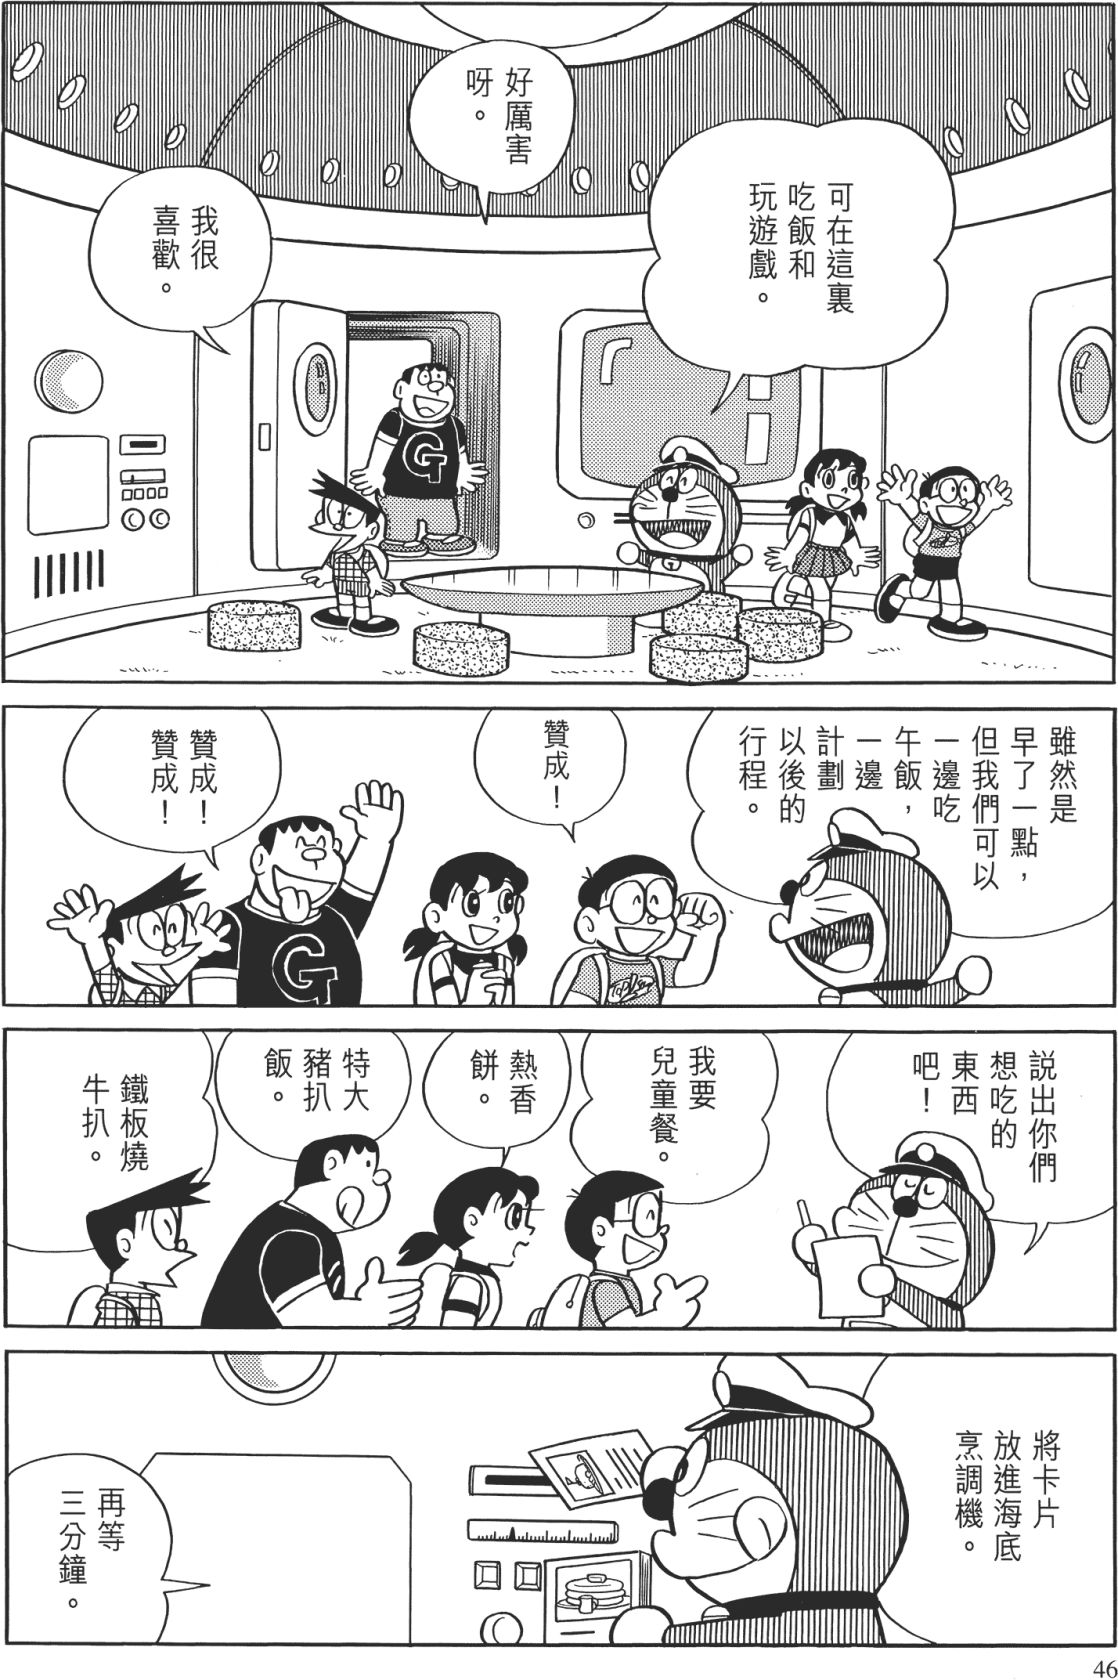 可在這裏
吃飯和
玩遊戲。
好厲害
呀。
我很
喜歡。
G
雖然是
早了一點，
但我們可以
一邊吃
午飯，
一邊
計劃
以後的
行程。
贊成！
贊成！
贊成！
G
說出你們
想吃的
東西
吧！
我要
兒童餐。
熱香
餅。
特大
豬扒
飯。
鐵板燒
牛扒。
將卡片
放進海底
烹調機。
再等
三分鐘。
46